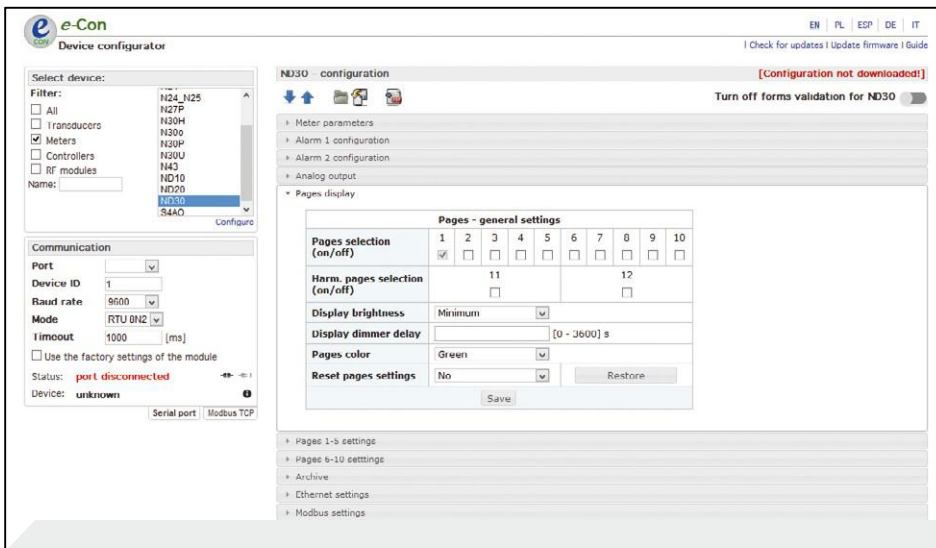 e-Con
CON
Device configurator
EN PL ESP DE IT
| Check for updates | Update firmware | Guide
Select device:
Filter:
All
Transducers
Meters
Controllers
RF modules
Name:
N24_N25
N27P
N30H
N30o
N30P
N30U
N43
ND10
ND20
ND30
S4AO
Configure
Communication
Port
Device ID 1
Baud rate 9600
Mode RTU 8N2
Timeout 1000 [ms]
Use the factory settings of the module
Status: port disconnected
Device: unknown
Serial port Modbus TCP
ND30 - configuration [Configuration not downloaded!]
Turn off forms validation for ND30
Meter parameters
Alarm 1 configuration
Alarm 2 configuration
Analog output
Pages display
Pages - general settings
Pages selection (on/off) 1 2 3 4 5 6 7 8 9 10
Harm. pages selection (on/off) 11 12
Display brightness Minimum
Display dimmer delay [0 - 3600] s
Pages color Green
Reset pages settings No Restore
Save
Pages 1-5 settings
Pages 6-10 setttings
Archive
Ethernet settings
Modbus settings